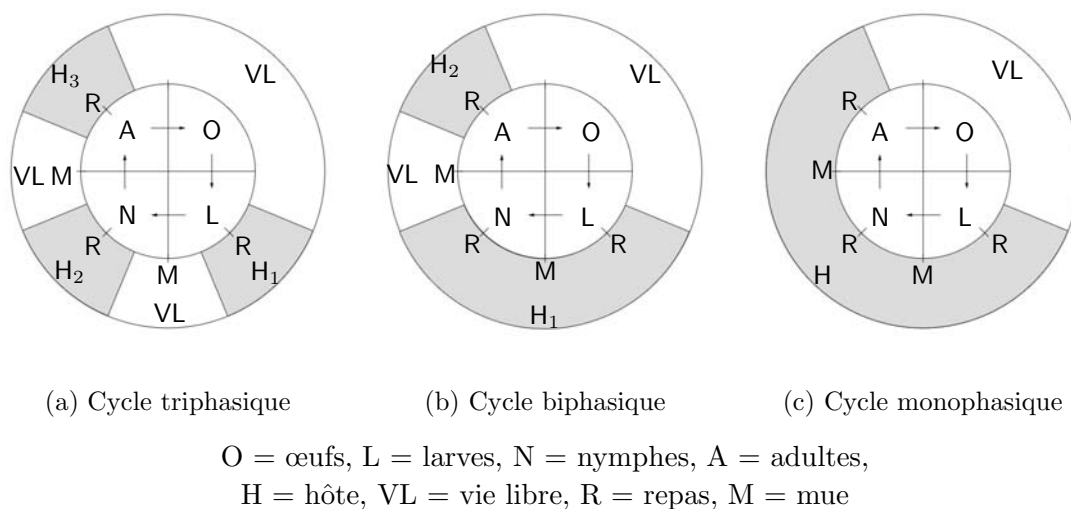 H₃ VL
R
A O
VL M
N L
R R
H₂ M H₁
VL
H₂ VL
R
A O
VL M
N L
R R
M
H₁
VL
R
A O
M
N L
R R
H M
(a) Cycle triphasique (b) Cycle biphasique (c) Cycle monophasique
O = œufs, L = larves, N = nymphes, A = adultes,
H = hôte, VL = vie libre, R = repas, M = mue